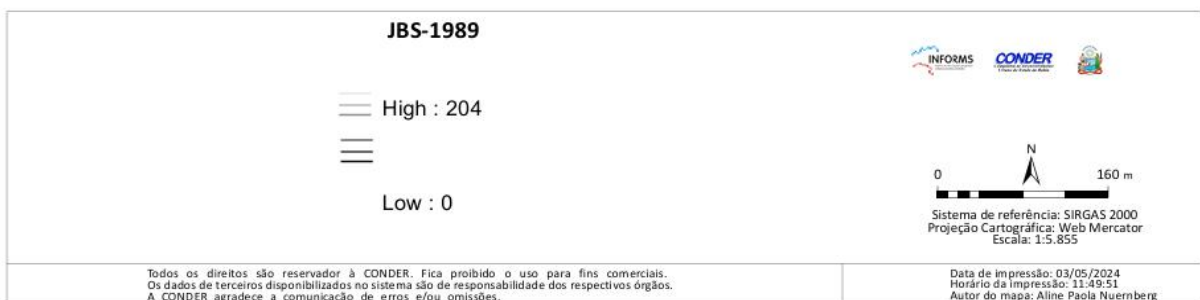 JBS-1989
High : 204
Low : 0
INFORMS
CONDER
N
0 160 m
Sistema de referência: SIRGAS 2000
Projeção Cartográfica: Web Mercator
Escala: 1:5.855
Todos os direitos são reservador à CONDER. Fica proibido o uso para fins comerciais.
Os dados de terceiros disponibilizados no sistema são de responsabilidade dos respectivos órgãos.
A CONDER agradece a comunicação de erros e/ou omissões.
Data de impressão: 03/05/2024
Horário da impressão: 11:49:51
Autor do mapa: Aline Paola Nuernberg